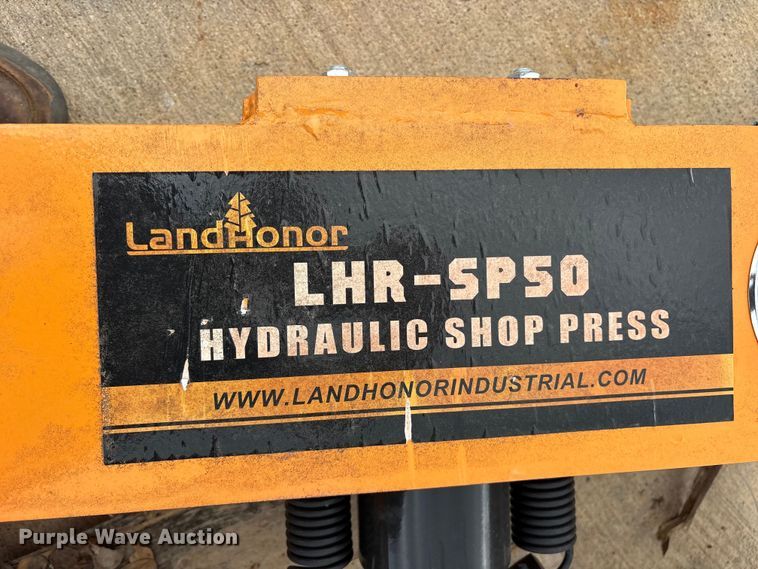 LandHonor
LHR-SP50
HYDRAULIC SHOP PRESS
WWW.LANDHONORINDUSTRIAL.COM
Purple Wave Auction®